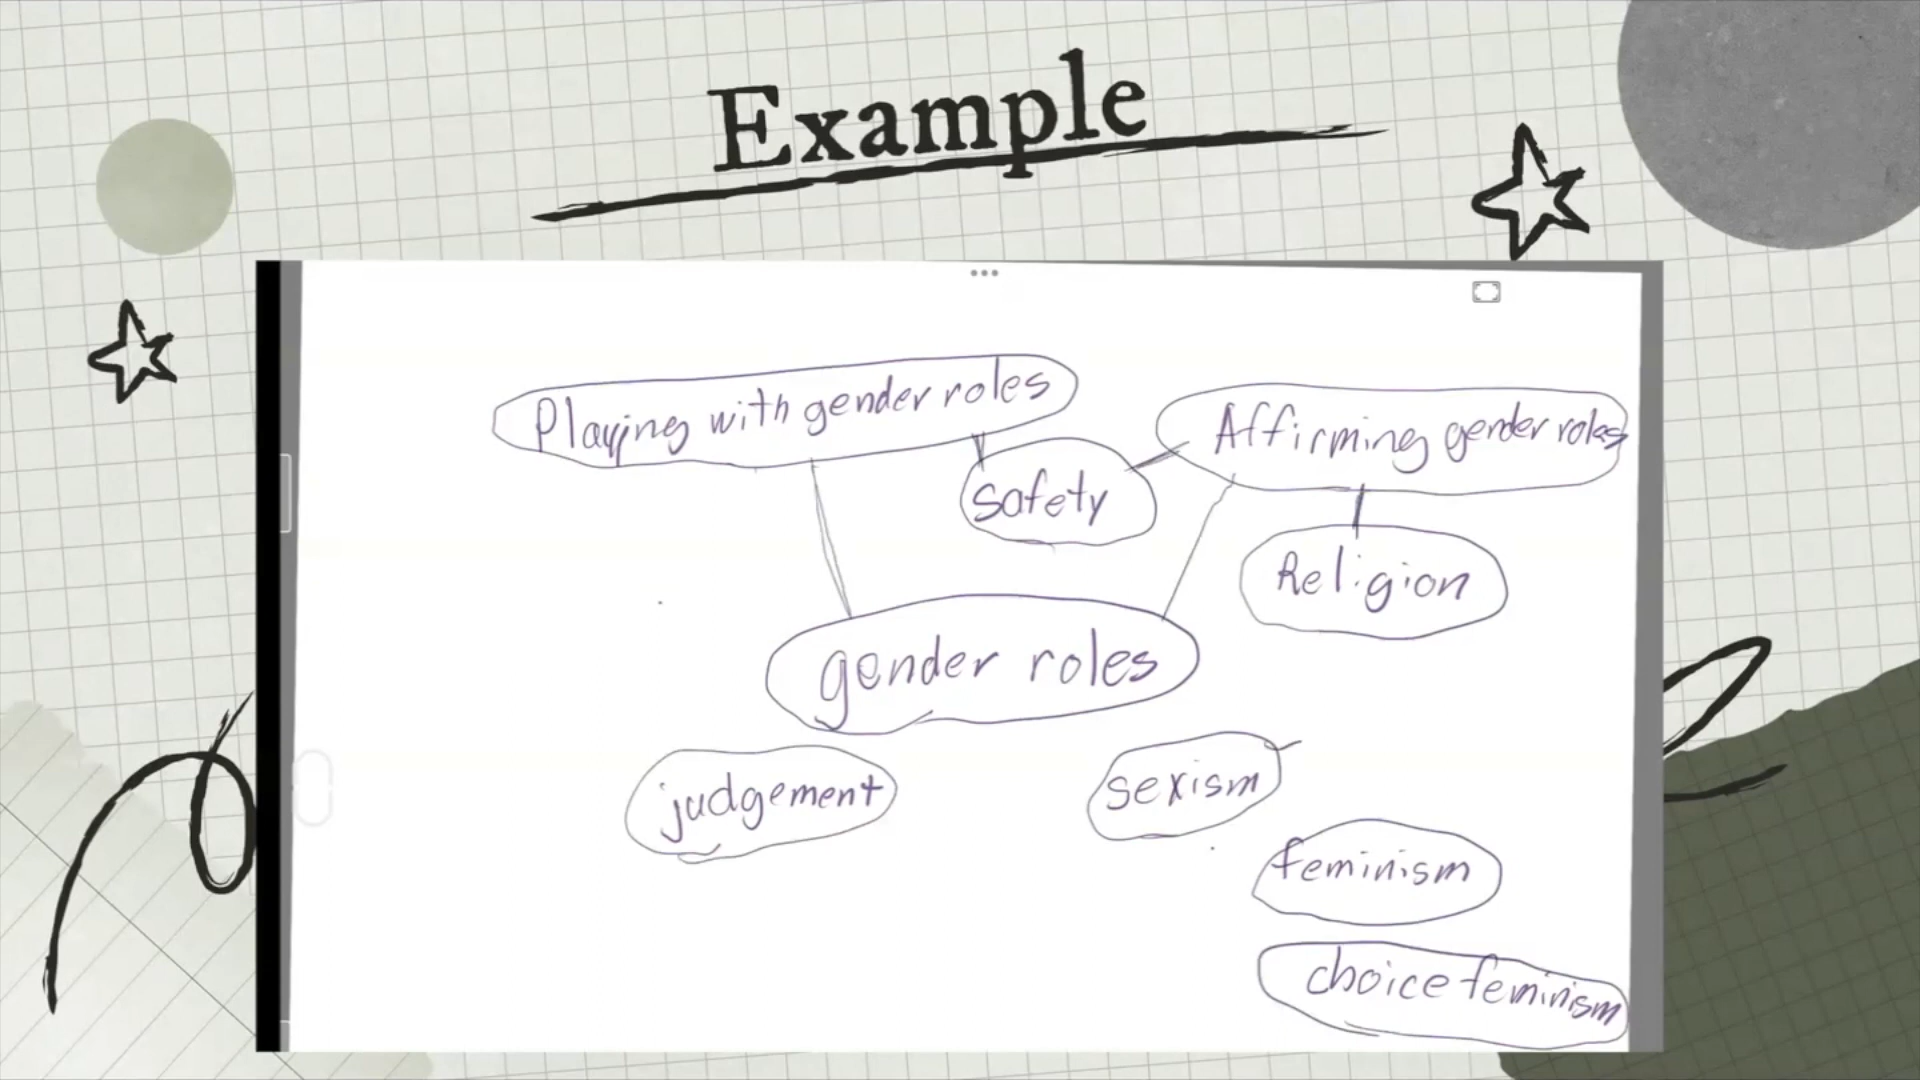 Example
Playing with gender roles
Affirming gender roles
safety
Religion
gender roles
judgement
sexism
feminism
choice feminism